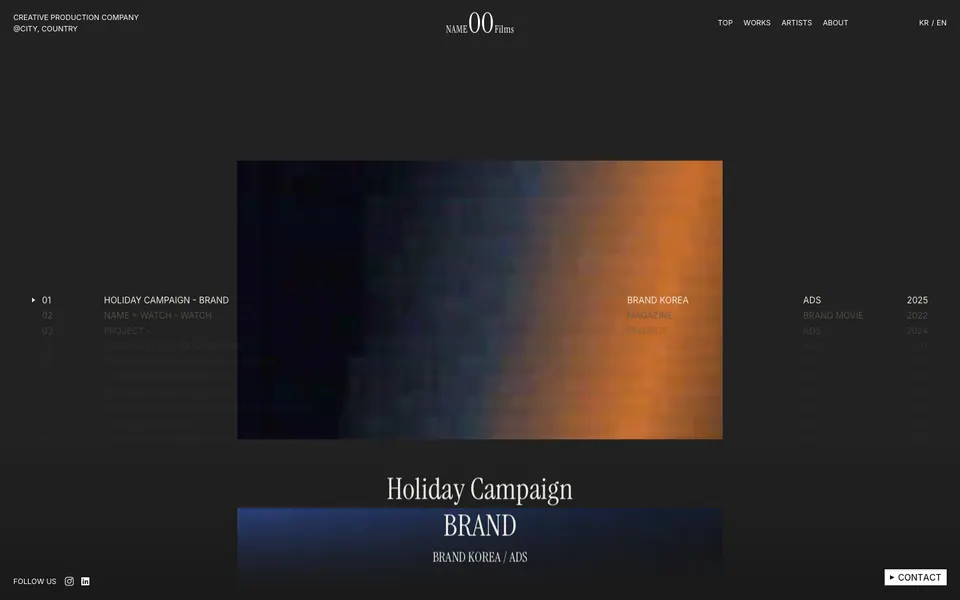 CREATIVE PRODUCTION COMPANY
@CITY, COUNTRY
NAME 00 Films
TOP WORKS ARTISTS ABOUT
KR / EN
01 HOLIDAY CAMPAIGN - BRAND BRAND KOREA ADS 2025
02 NAME × WATCH - WATCH MAGAZINE BRAND MOVIE 2022
03 PROJECT - ADS 2024
Holiday Campaign
BRAND
BRAND KOREA / ADS
FOLLOW US
CONTACT